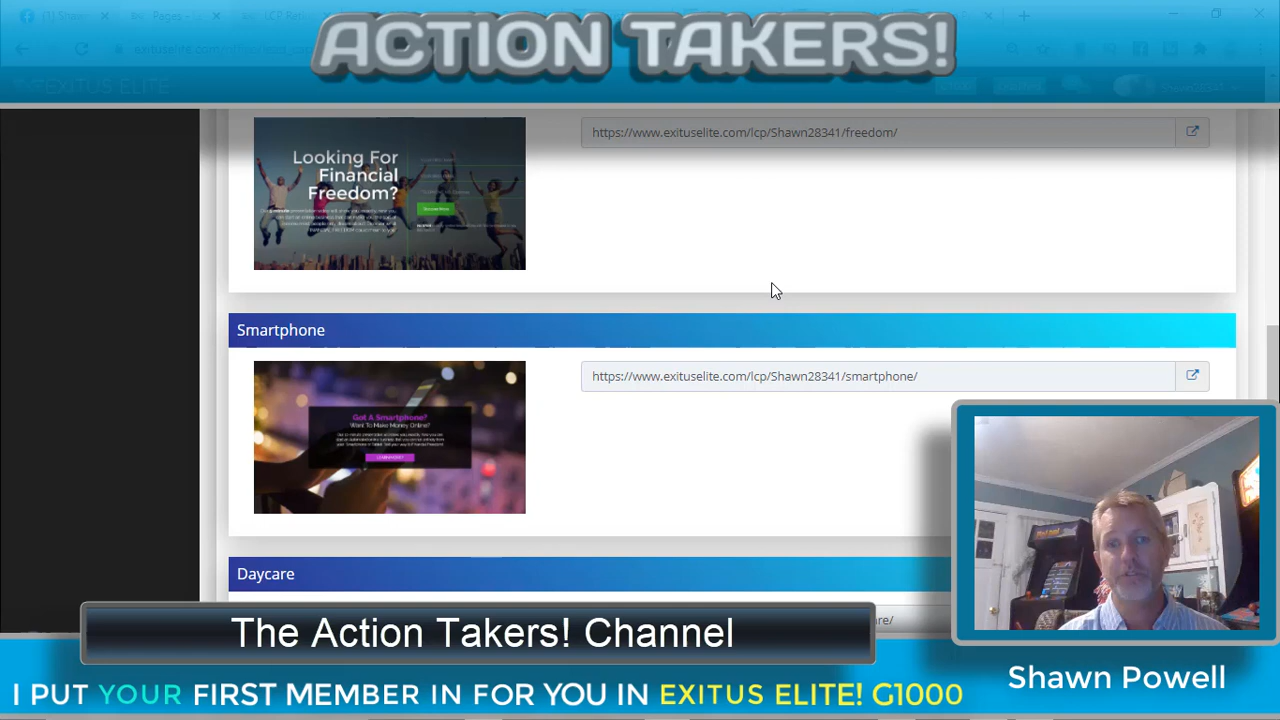 ACTION TAKERS!
EXITUS ELITE
https://www.exituselite.com/lcp/Shawn28341/freedom/
Looking For
Financial
Freedom?
Smartphone
https://www.exituselite.com/lcp/Shawn28341/smartphone/
Got A Smartphone?
Want To Make Money Online?
Daycare
The Action Takers! Channel
Shawn Powell
I PUT YOUR FIRST MEMBER IN FOR YOU IN EXITUS ELITE! G1000